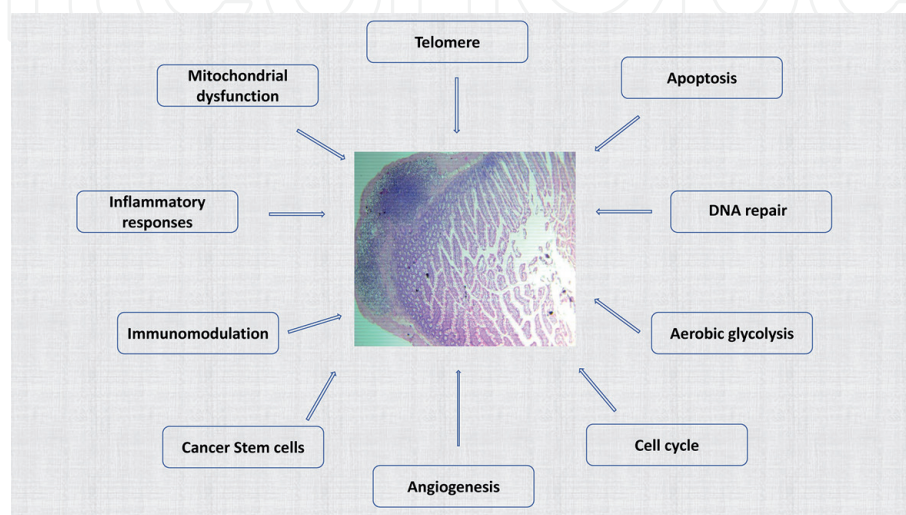 Telomere
Mitochondrial
dysfunction
Apoptosis
Inflammatory
responses
DNA repair
Immunomodulation
Aerobic glycolysis
Cancer Stem cells
Cell cycle
Angiogenesis